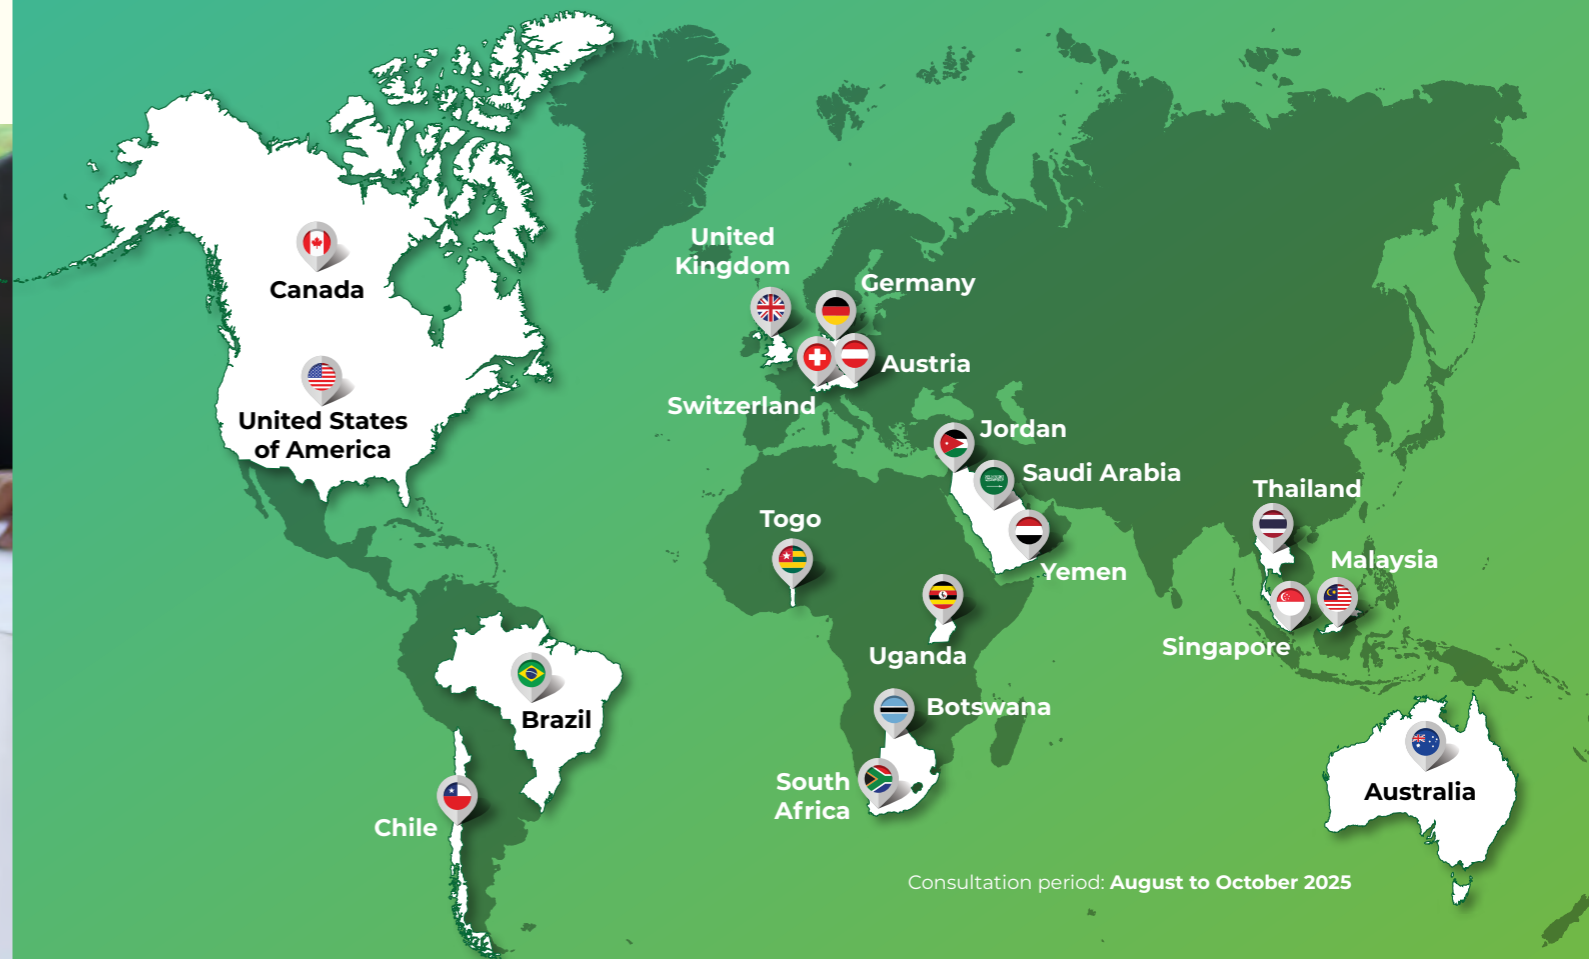 Canada
United States
of America
United
Kingdom
Germany
Austria
Switzerland
Jordan
Saudi Arabia
Yemen
Togo
Uganda
Botswana
South
Africa
Thailand
Malaysia
Singapore
Brazil
Chile
Australia
Consultation period: August to October 2025